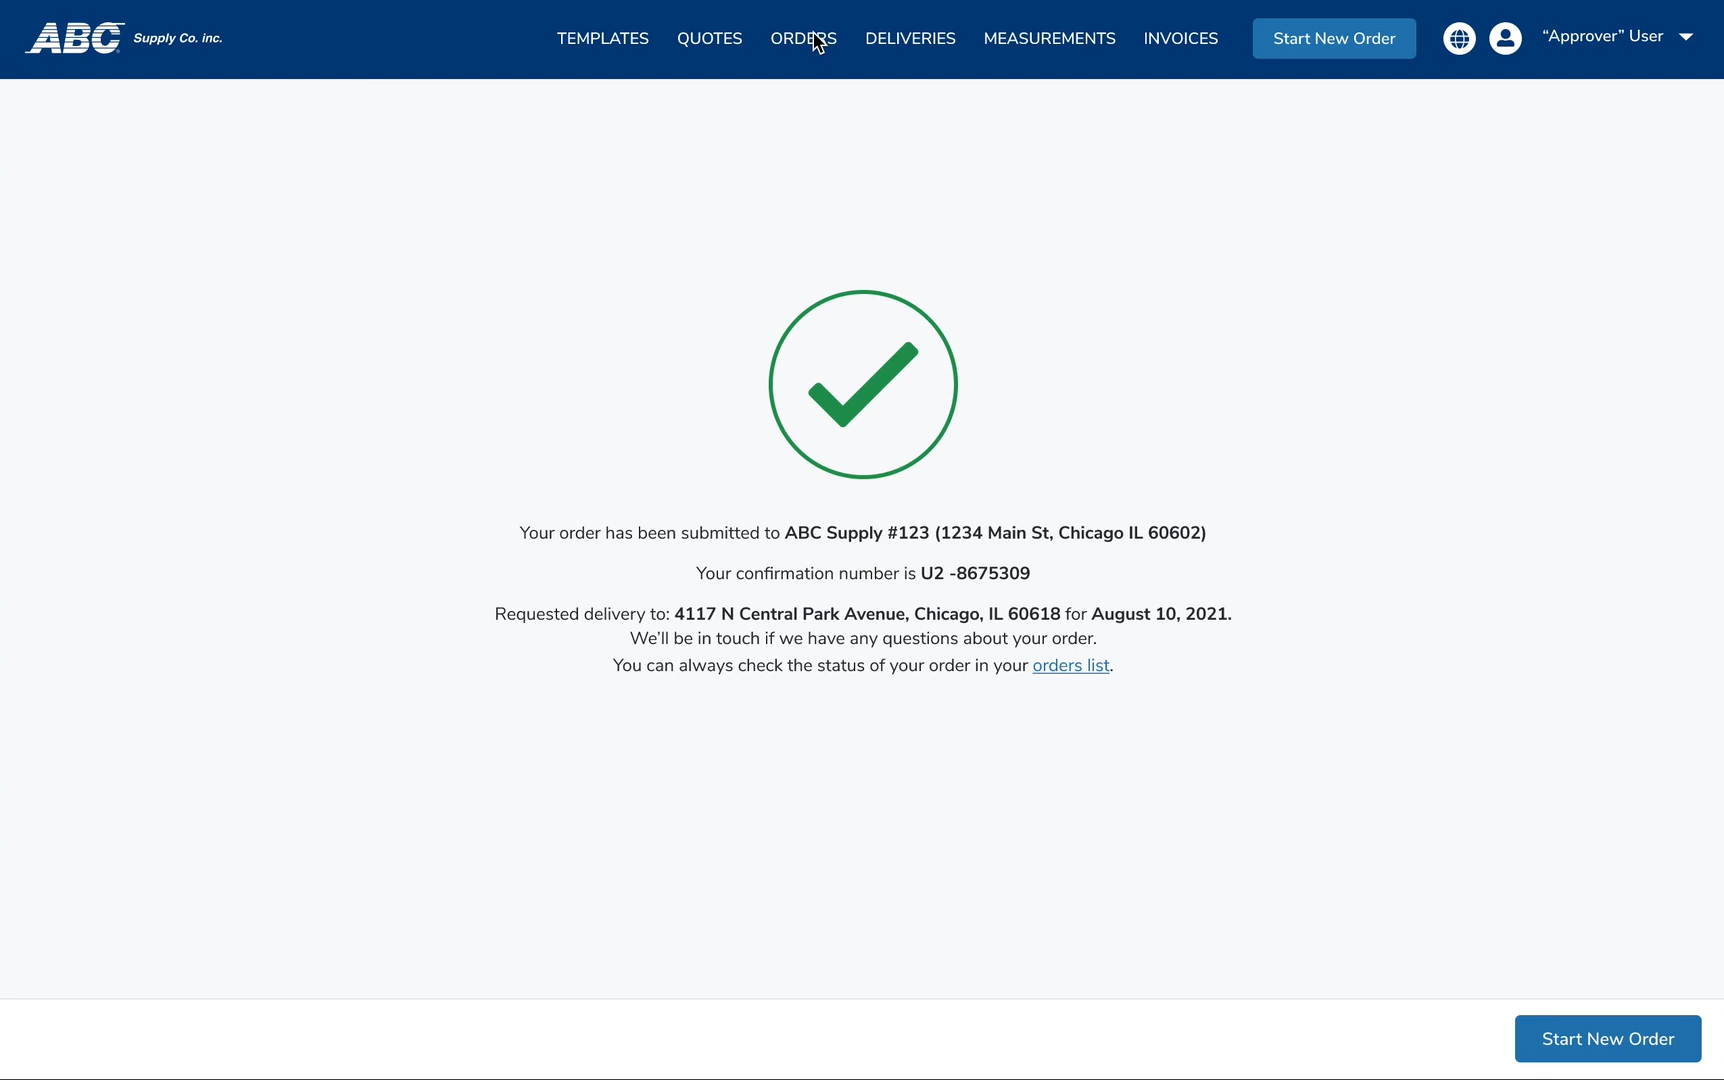 ABC Supply Co. inc.
TEMPLATES QUOTES ORDERS DELIVERIES MEASUREMENTS INVOICES Start New Order “Approver” User
Your order has been submitted to ABC Supply #123 (1234 Main St, Chicago IL 60602)
Your confirmation number is U2 -8675309
Requested delivery to: 4117 N Central Park Avenue, Chicago, IL 60618 for August 10, 2021.
We’ll be in touch if we have any questions about your order.
You can always check the status of your order in your orders list.
Start New Order